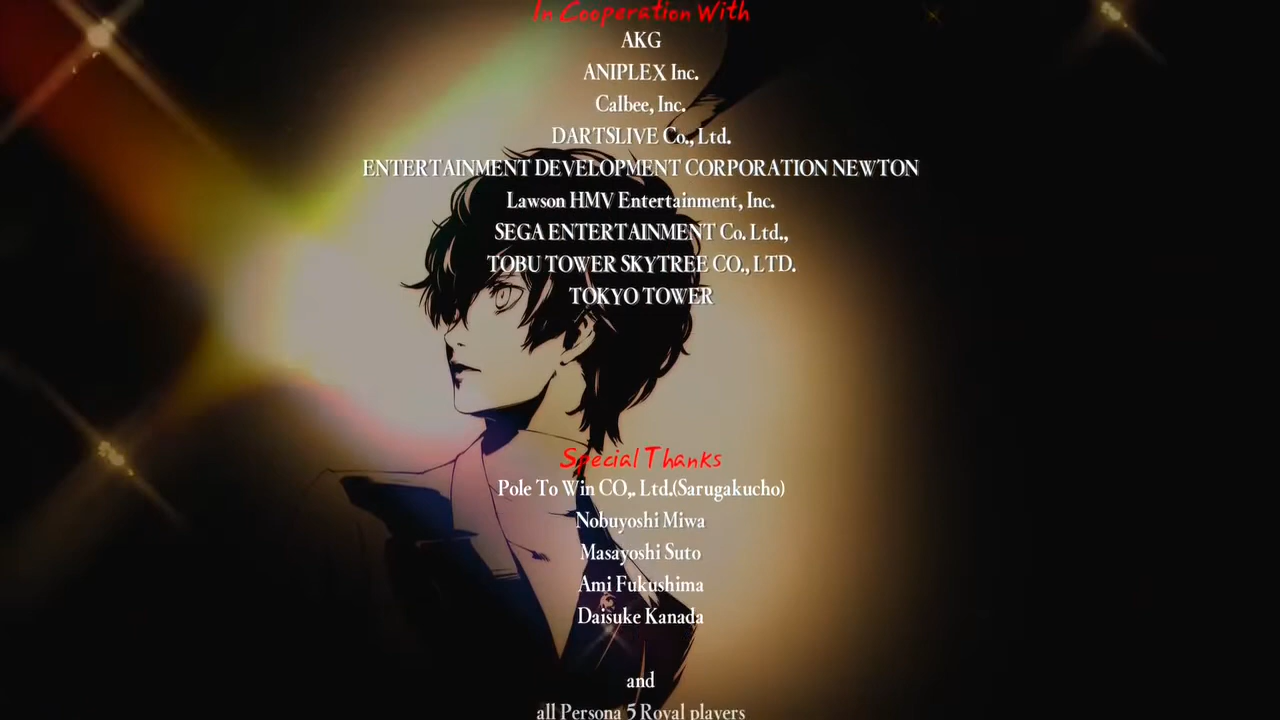 In Cooperation With
AKG
ANIPLEX Inc.
Calbee, Inc.
DARTSLIVE Co., Ltd.
ENTERTAINMENT DEVELOPMENT CORPORATION NEWTON
Lawson HMV Entertainment, Inc.
SEGA ENTERTAINMENT Co. Ltd.,
TOBU TOWER SKYTREE CO., LTD.
TOKYO TOWER
Special Thanks
Pole To Win CO,. Ltd.(Sarugakucho)
Nobuyoshi Miwa
Masayoshi Suto
Ami Fukushima
Daisuke Kanada
and
all Persona 5 Royal players